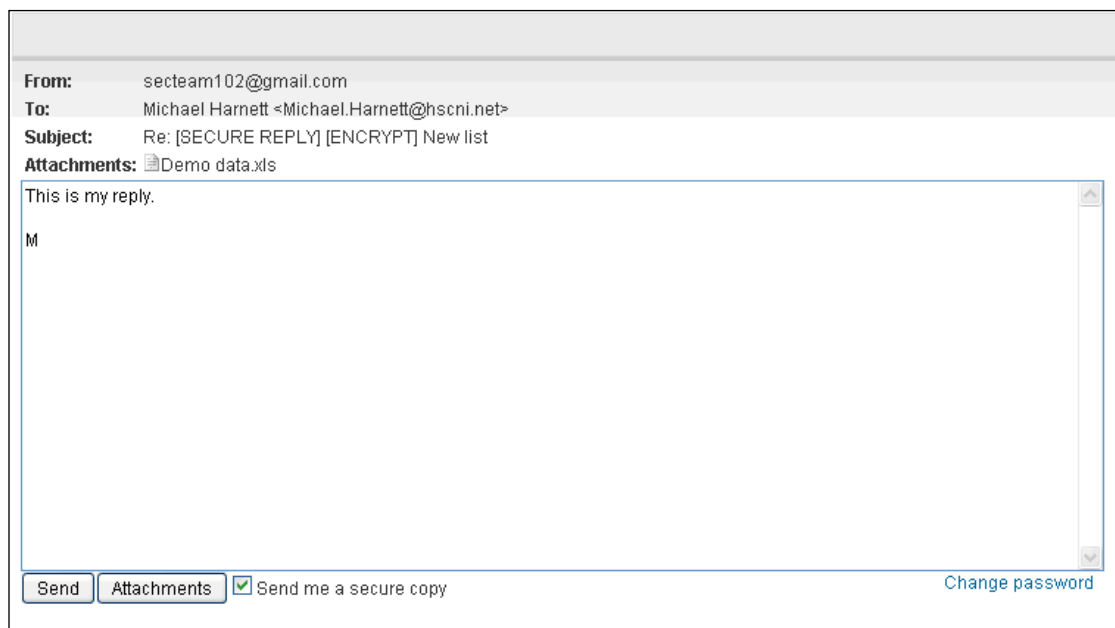 From: secteam102@gmail.com
To: Michael Harnett <Michael.Harnett@hscni.net>
Subject: Re: [SECURE REPLY] [ENCRYPT] New list
Attachments: Demo data.xls
This is my reply.
M
Send Attachments Send me a secure copy Change password